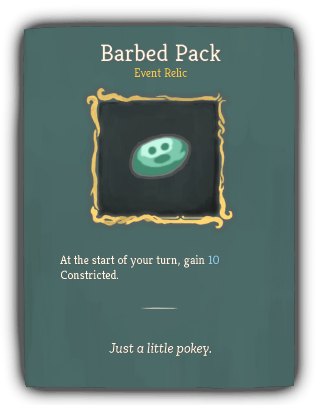 Barbed Pack
Event Relic
At the start of your turn, gain 10
Constricted.
Just a little pokey.